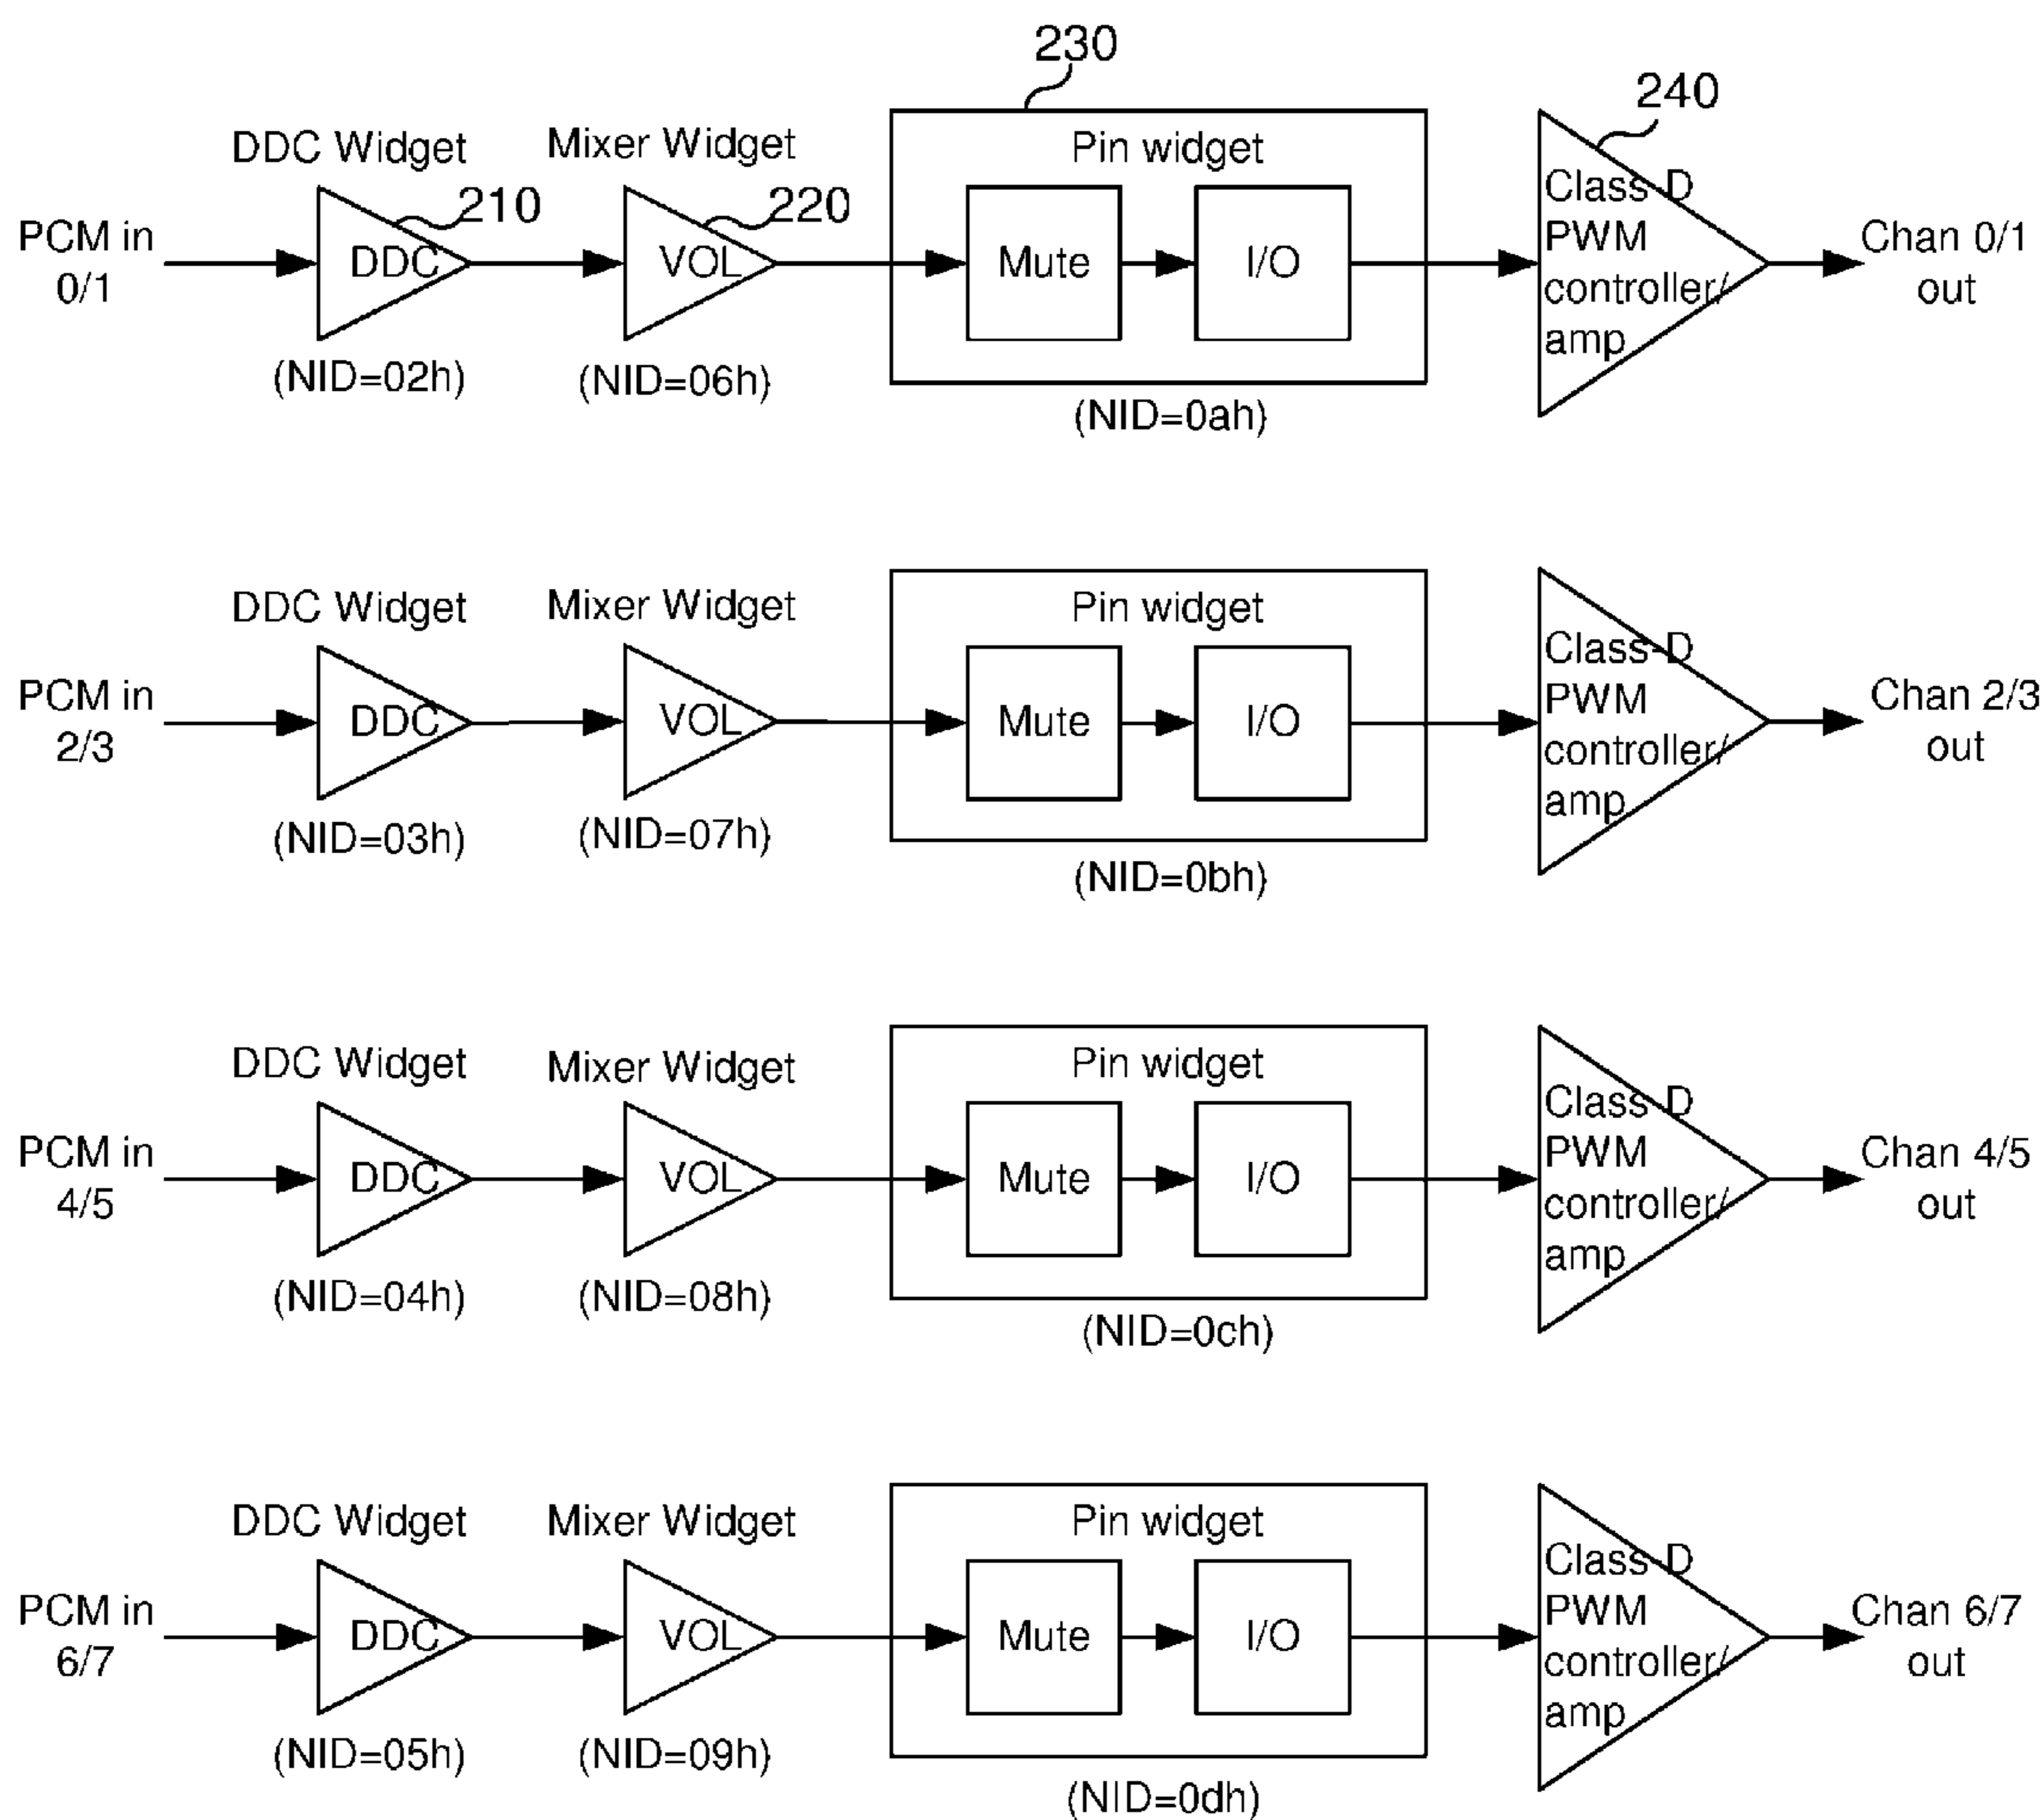 230
240
DDC Widget
Mixer Widget
Pin widget
210
220
PCM in
0/1
DDC
VOL
Mute
I/O
Class-D
PWM
controller/
amp
Chan 0/1
out
(NID=02h)
(NID=06h)
(NID=0ah)
DDC Widget
Mixer Widget
Pin widget
PCM in
2/3
DDC
VOL
Mute
I/O
Class-D
PWM
controller/
amp
Chan 2/3
out
(NID=03h)
(NID=07h)
(NID=0bh)
DDC Widget
Mixer Widget
Pin widget
PCM in
4/5
DDC
VOL
Mute
I/O
Class-D
PWM
controller/
amp
Chan 4/5
out
(NID=04h)
(NID=08h)
(NID=0ch)
DDC Widget
Mixer Widget
Pin widget
PCM in
6/7
DDC
VOL
Mute
I/O
Class-D
PWM
controller/
amp
Chan 6/7
out
(NID=05h)
(NID=09h)
(NID=0dh)